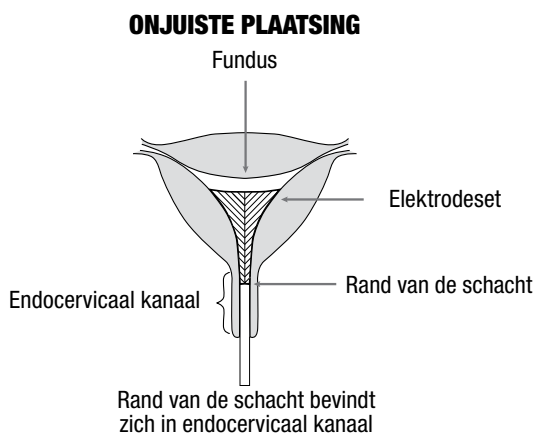 ONJUISTE PLAATSING
Fundus
Elektrodeset
Rand van de schacht
Endocervicaal kanaal
Rand van de schacht bevindt
zich in endocervicaal kanaal